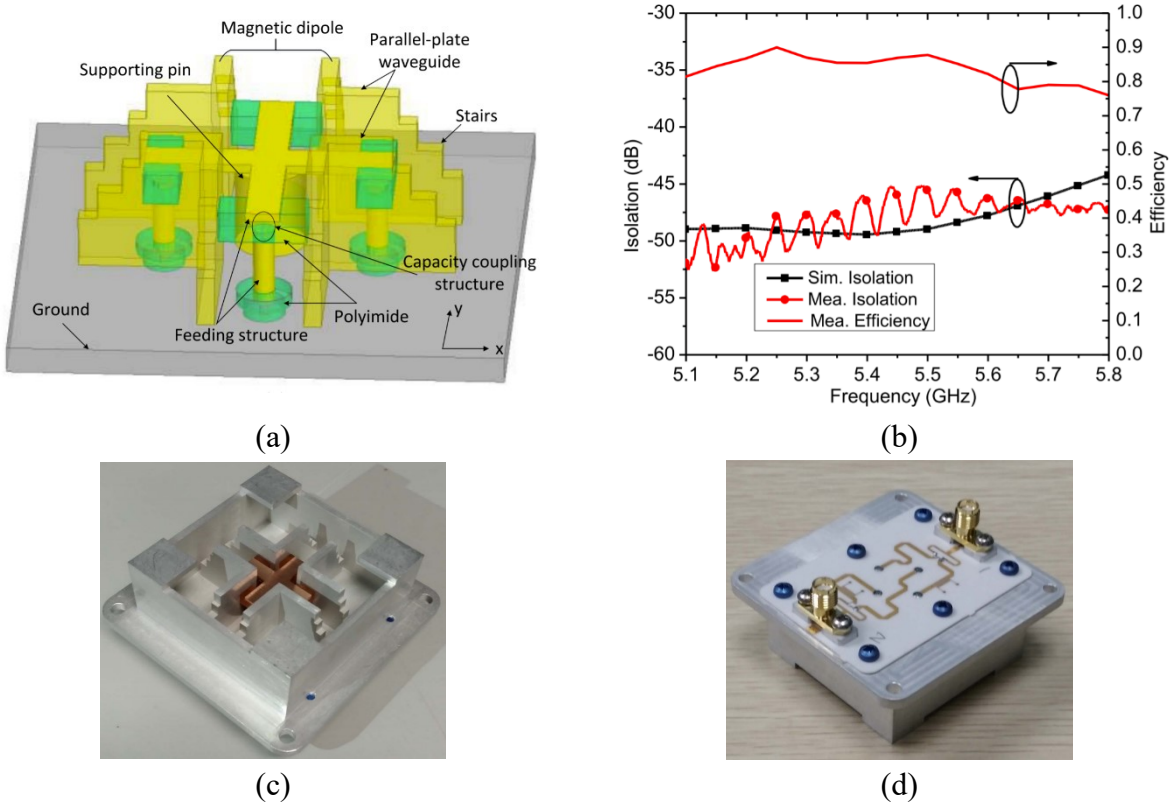 Magnetic dipole
Supporting pin
Parallel-plate
waveguide
Stairs
Capacity coupling
structure
Polyimide
Feeding structure
Ground
y
x
(a)
-30
-35
-40
-45
-50
-55
-60
Isolation (dB)
1.0
0.9
0.8
0.7
0.6
0.5
0.4
0.3
0.2
0.1
0.0
Efficiency
Sim. Isolation
Mea. Isolation
Mea. Efficiency
5.1 5.2 5.3 5.4 5.5 5.6 5.7 5.8
Frequency (GHz)
(b)
(c)
1
2
(d)